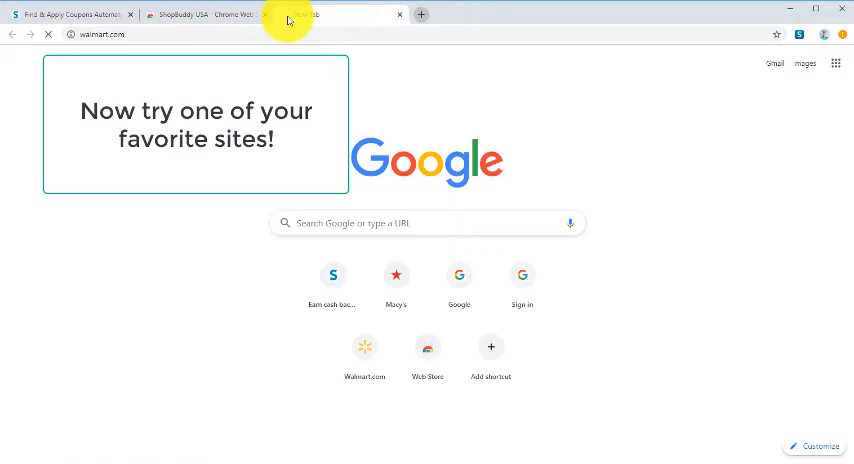 Find & Apply Coupons Automat
ShopBuddy USA - Chrome Web
New Tab
walmart.com
Gmail
Images
Now try one of your
favorite sites!
Google
Search Google or type a URL
S
Earn cash bac...
Macy's
Google
Sign in
Walmart.com
Web Store
Add shortcut
Customize